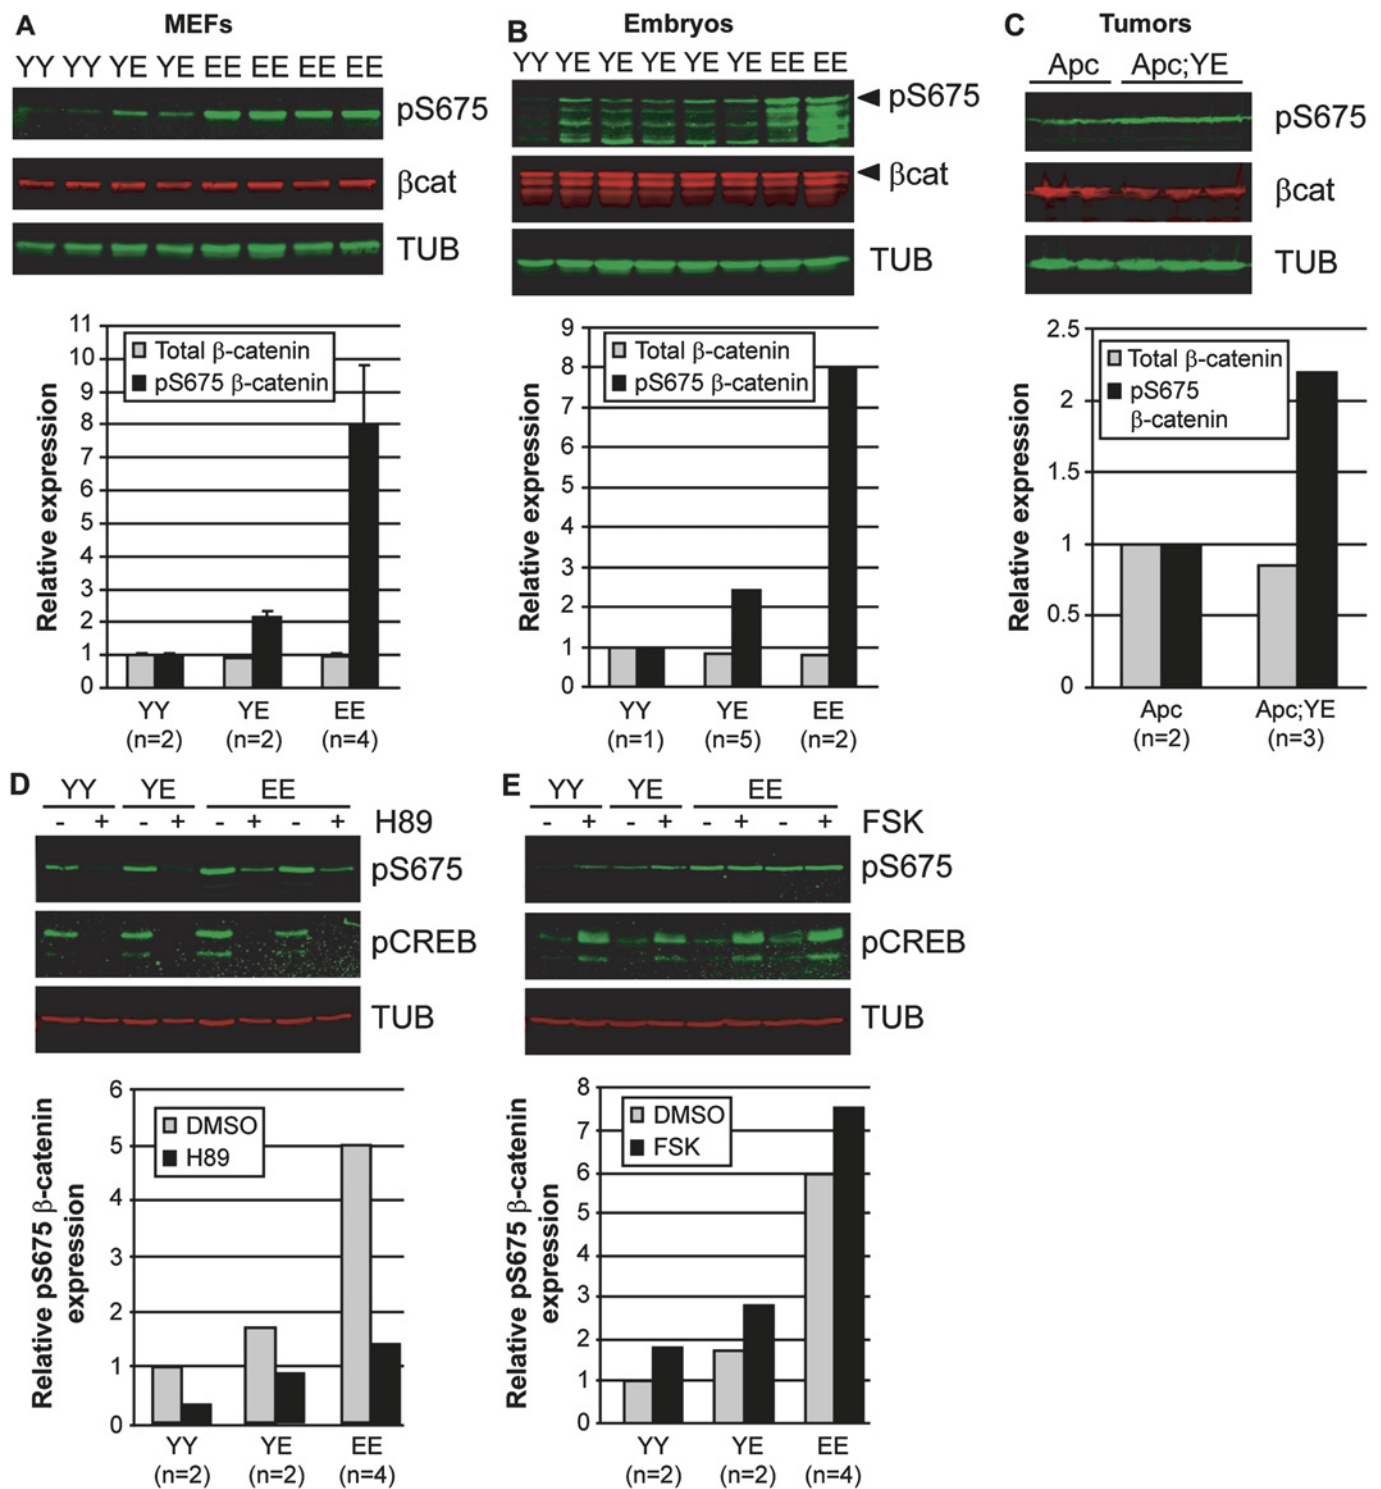 A
MEFs
YY YY YE YE EE EE EE EE
pS675
βcat
TUB
11
10
9
8
7
6
5
4
3
2
1
0
Relative expression
Total β-catenin
pS675 β-catenin
YY YE EE
(n=2) (n=2) (n=4)
B
Embryos
YY YE YE YE YE YE EE EE
pS675
βcat
TUB
9
8
7
6
5
4
3
2
1
0
Relative expression
Total β-catenin
pS675 β-catenin
YY YE EE
(n=1) (n=5) (n=2)
C
Tumors
Apc Apc;YE
pS675
βcat
TUB
2.5
2
1.5
1
0.5
0
Relative expression
Total β-catenin
pS675
β-catenin
Apc Apc;YE
(n=2) (n=3)
D
YY YE EE
- + - + - + - + H89
pS675
pCREB
TUB
6
5
4
3
2
1
0
Relative pS675 β-catenin
expression
DMSO
H89
YY YE EE
(n=2) (n=2) (n=4)
E
YY YE EE
- + - + - + - + FSK
pS675
pCREB
TUB
8
7
6
5
4
3
2
1
0
Relative pS675 β-catenin
expression
DMSO
FSK
YY YE EE
(n=2) (n=2) (n=4)